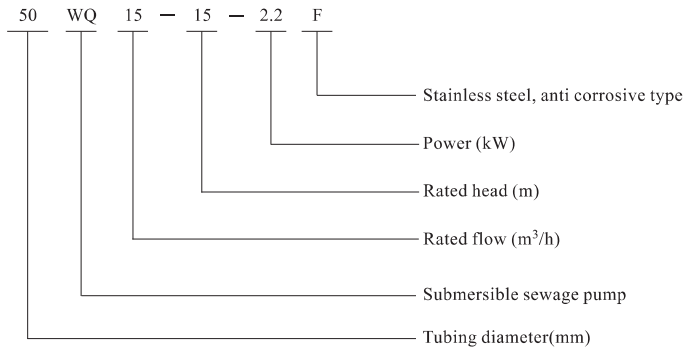 50 WQ 15 — 15 — 2.2 F
Stainless steel, anti corrosive type
Power (kW)
Rated head (m)
Rated flow (m³/h)
Submersible sewage pump
Tubing diameter(mm)